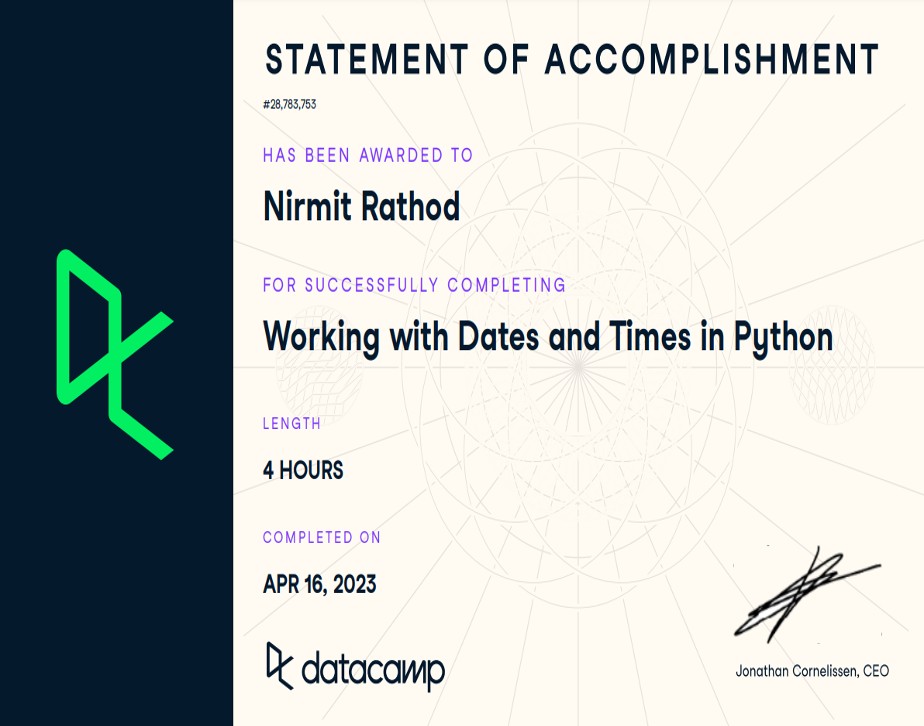 STATEMENT OF ACCOMPLISHMENT
#28,783,753
HAS BEEN AWARDED TO
Nirmit Rathod
FOR SUCCESSFULLY COMPLETING
Working with Dates and Times in Python
LENGTH
4 HOURS
COMPLETED ON
APR 16, 2023
datacamp
Jonathan Cornelissen, CEO